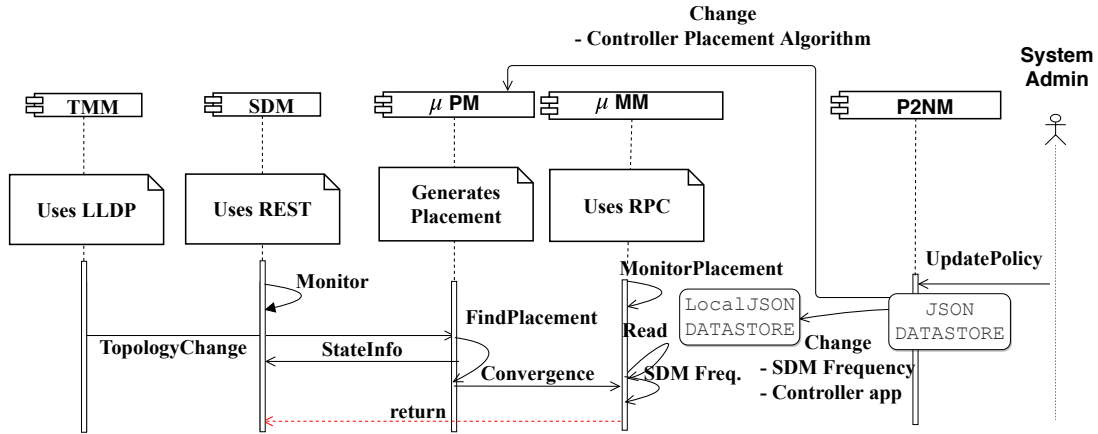 Change
- Controller Placement Algorithm
System
Admin
TMM
SDM
μ PM
μ MM
P2NM
Uses LLDP
Uses REST
Generates
Placement
Uses RPC
Monitor
MonitorPlacement
UpdatePolicy
LocalJSON
DATASTORE
JSON
DATASTORE
FindPlacement
Read
TopologyChange
StateInfo
Change
- SDM Frequency
- Controller app
Convergence
SDM Freq.
return